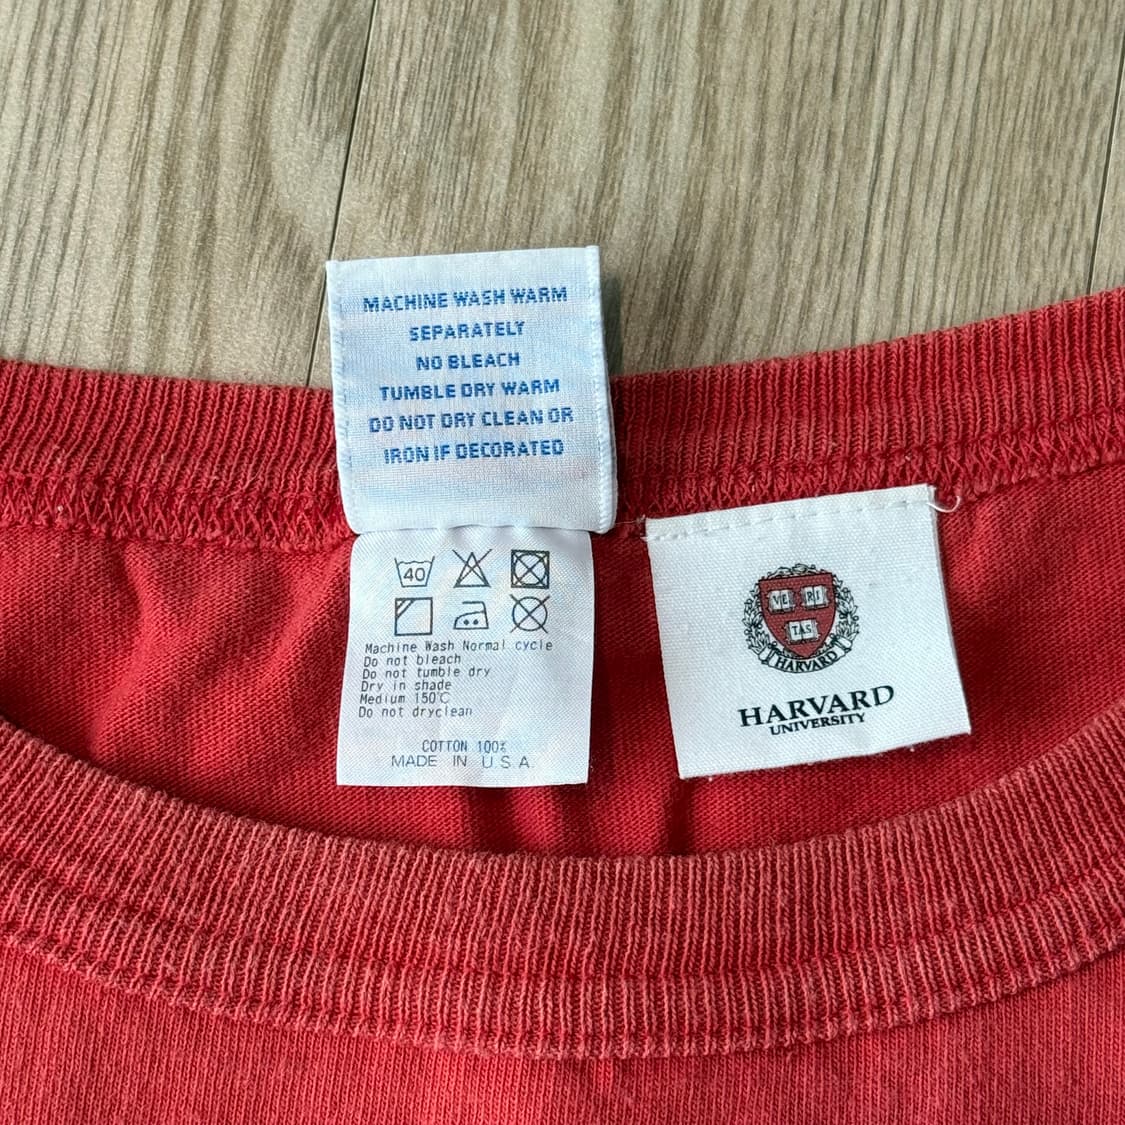 MACHINE WASH WARM
SEPARATELY
NO BLEACH
TUMBLE DRY WARM
DO NOT DRY CLEAN OR
IRON IF DECORATED
40
Machine Wash Normal cycle
Do not bleach
Do not tumble dry
Dry in shade
Medium 150℃
Do not dryclean
COTTON 100%
MADE IN U.S.A.
VE RI
TAS
HARVARD
HARVARD
UNIVERSITY